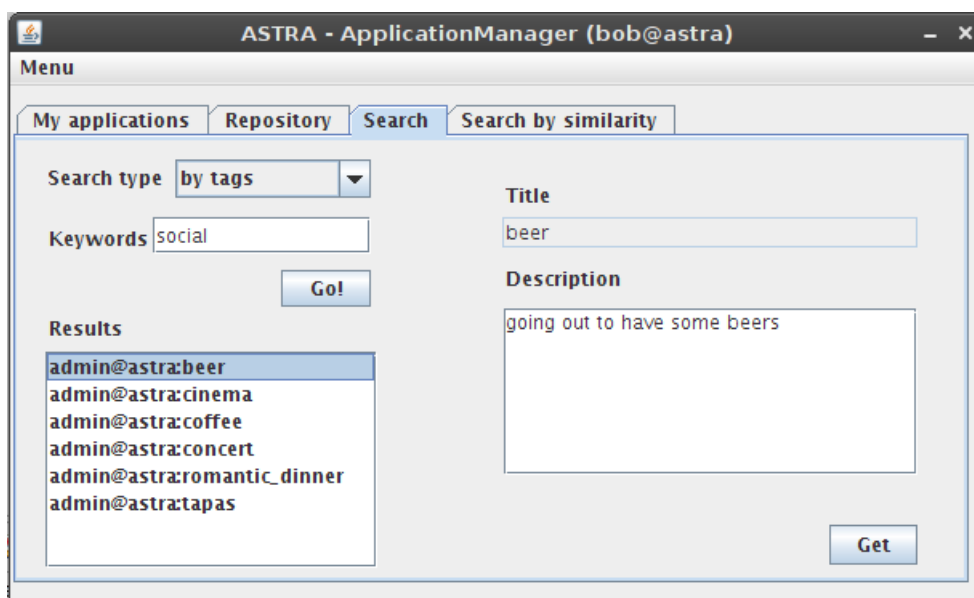 ASTRA - ApplicationManager (bob@astra)
Menu
My applications
Repository
Search
Search by similarity
Search type
by tags
Keywords
social
Go!
Results
admin@astra:beer
admin@astra:cinema
admin@astra:coffee
admin@astra:concert
admin@astra:romantic_dinner
admin@astra:tapas
Title
beer
Description
going out to have some beers
Get